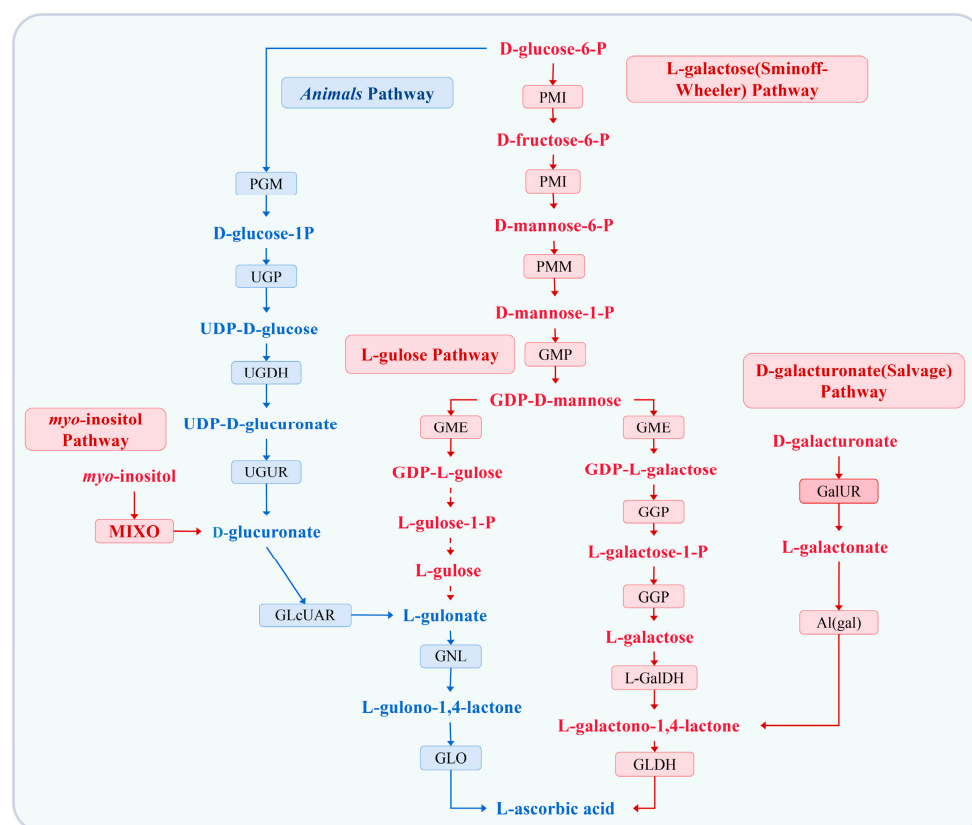 D-glucose-6-P
Animals Pathway
L-galactose(Sminoff-
Wheeler) Pathway
PMI
D-fructose-6-P
PGM
PMI
D-glucose-1P
D-mannose-6-P
UGP
PMM
UDP-D-glucose
D-mannose-1-P
L-gulose Pathway
GMP
UGDH
D-galacturonate(Salvage)
Pathway
GDP-D-mannose
myo-inositol
Pathway
UDP-D-glucuronate
GME
GME
D-galacturonate
UGUR
GDP-L-gulose
GDP-L-galactose
myo-inositol
GalUR
GGP
L-gulose-1-P
MIXO
D-glucuronate
L-galactose-1-P
L-galactonate
L-gulose
GGP
GLcUAR
L-gulonate
Al(gal)
L-galactose
GNL
L-GalDH
L-gulono-1,4-lactone
L-galactono-1,4-lactone
GLO
GLDH
L-ascorbic acid